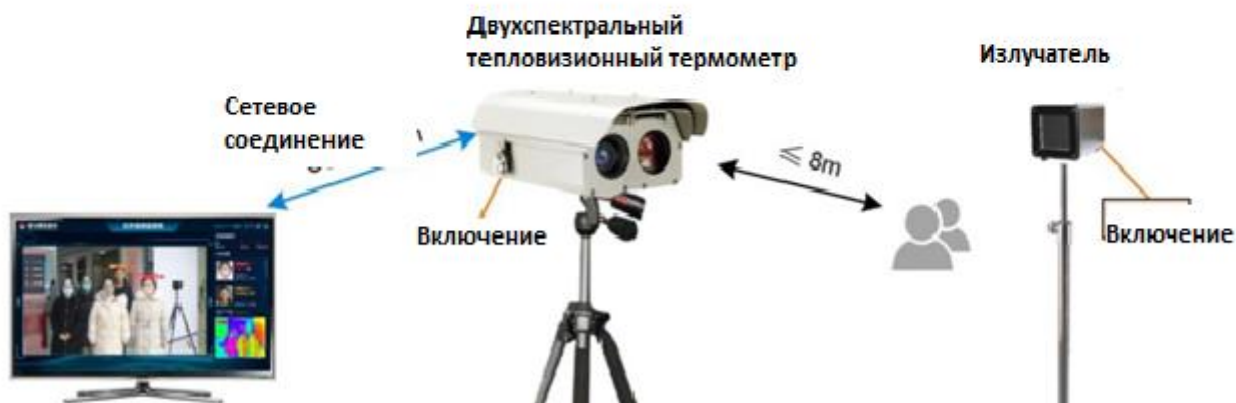 Двухспектральный
тепловизионный термометр
Излучатель
Сетевое
соединение
≤ 8m
Включение
Включение